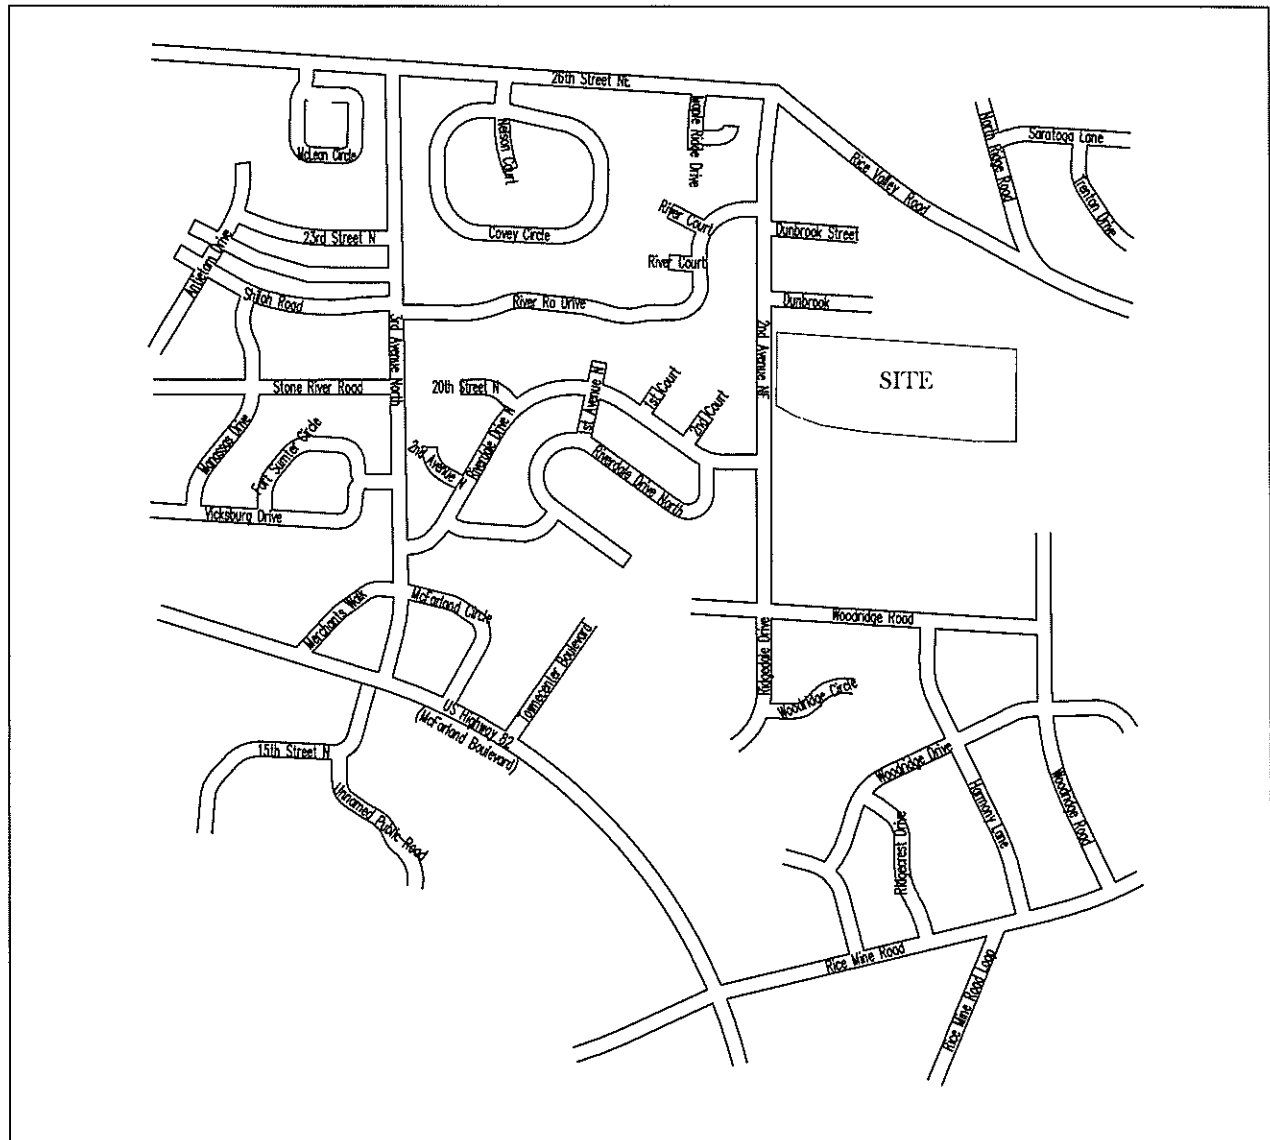 26th Street NE
McLean Circle
Nelson Court
Maple Ridge Drive
Rice Valley Road
North Ridge Road
Saratoga Lane
Trenton Drive
23rd Street N
Covey Circle
River Court
Dunbrook Street
Antietam Drive
River Court
Shiloh Road
River Ro Drive
Dunbrook
3rd Avenue North
2nd Avenue NE
SITE
Stone River Road
20th Street N
1st Avenue N
1st Court
2nd Court
Manassas Drive
Fort Sumter Circle
2nd Avenue N
Riverdale Drive N
Riverdale Drive North
Vicksburg Drive
Merchants Walk
McFarland Circle
Woodridge Road
Ridgedale Drive
Townecenter Boulevard
Woodridge Circle
US Highway 82
(McFarland Boulevard)
15th Street N
Woodridge Drive
Unnamed Public Road
Ridgecrest Drive
Harmony Lane
Woodridge Road
Rice Mine Road
Rice Mine Road Loop